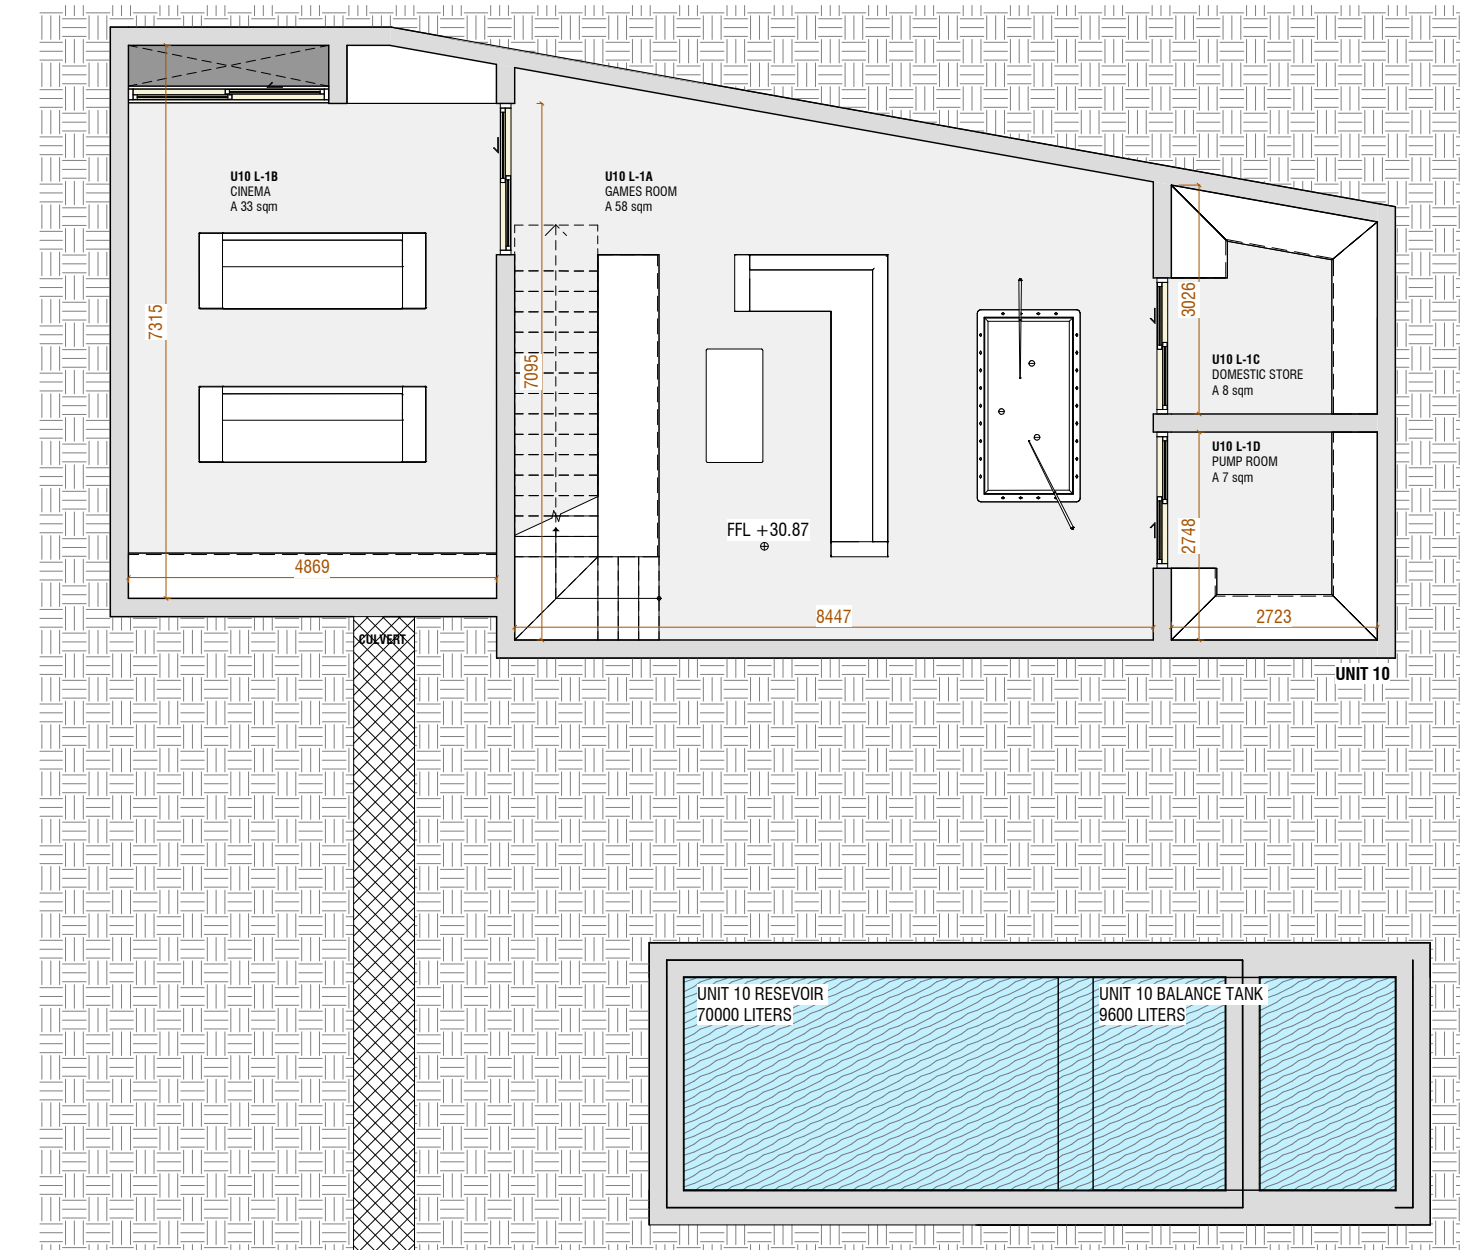 U10 L-1B
CINEMA
A 33 sqm
U10 L-1A
GAMES ROOM
A 58 sqm
7315
7095
3026
U10 L-1C
DOMESTIC STORE
A 8 sqm
U10 L-1D
PUMP ROOM
A 7 sqm
2748
FFL +30.87
4869
8447
2723
CULVERT
UNIT 10
UNIT 10 RESEVOIR
70000 LITERS
UNIT 10 BALANCE TANK
9600 LITERS